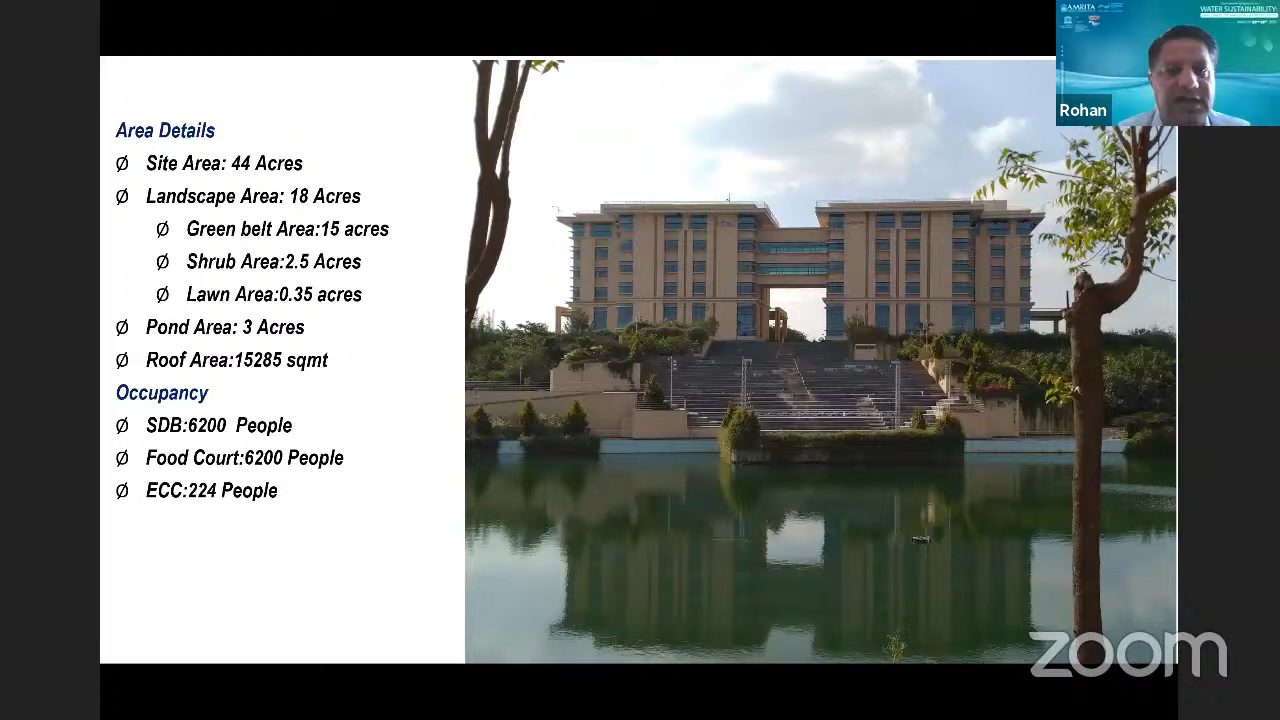 Area Details
Ø Site Area: 44 Acres
Ø Landscape Area: 18 Acres
Ø Green belt Area:15 acres
Ø Shrub Area:2.5 Acres
Ø Lawn Area:0.35 acres
Ø Pond Area: 3 Acres
Ø Roof Area:15285 sqmt
Occupancy
Ø SDB:6200 People
Ø Food Court:6200 People
Ø ECC:224 People
AMRITA
WATER SUSTAINABILITY:
Rohan
zoom